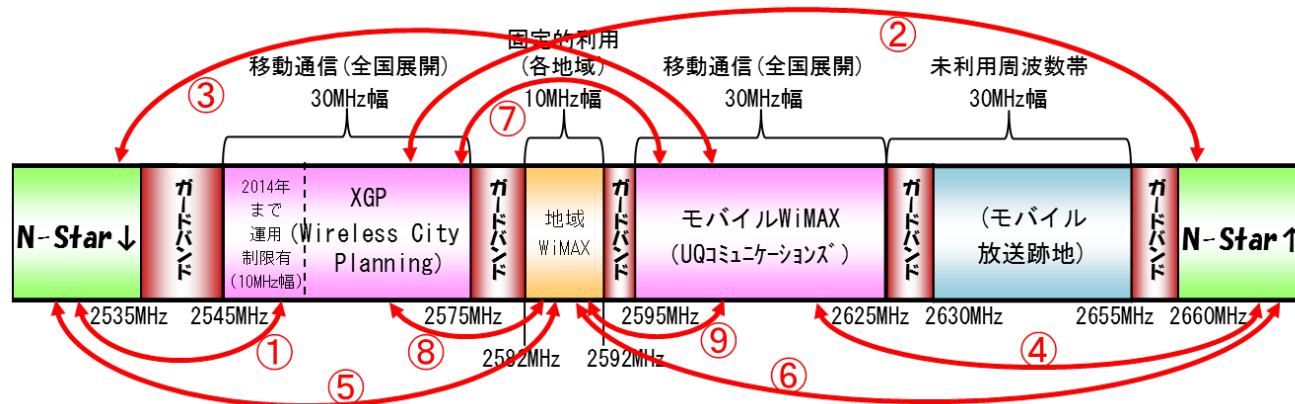 固定的利用
(各地域)
10MHz幅
移動通信(全国展開)
30MHz幅
移動通信(全国展開)
30MHz幅
未利用周波数帯
30MHz幅
③
⑦
②
N-Star↓
ガードバンド
2014年
まで
運用
制限有
(10MHz幅)
XGP
(Wireless City
Planning)
ガードバンド
地域
WiMAX
ガードバンド
モバイルWiMAX
(UQコミュニケーションズ)
ガードバンド
(モバイル
放送跡地)
ガードバンド
N-Star↑
2535MHz
2545MHz
2575MHz
2582MHz
2592MHz
2595MHz
2625MHz
2630MHz
2655MHz
2660MHz
①
⑧
⑨
④
⑤
⑥